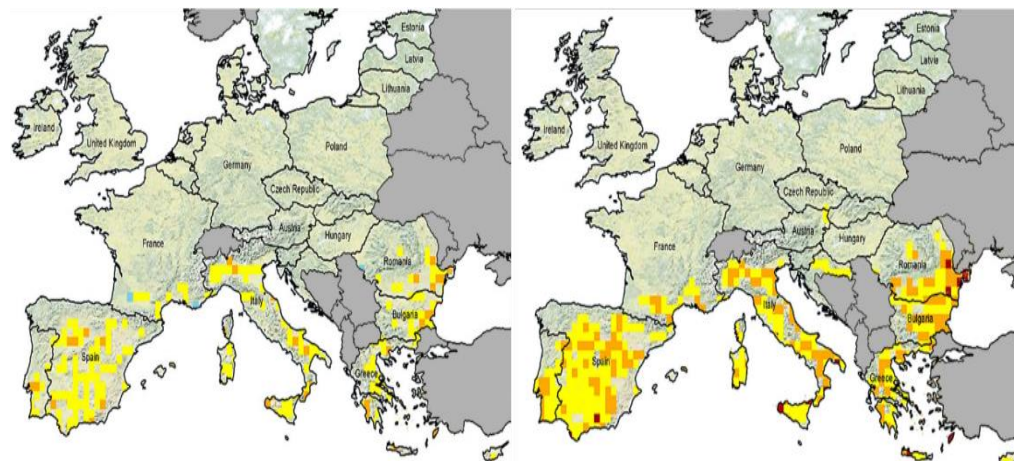 Estonia
Latvia
Lithuania
Ireland
United Kingdom
Poland
Germany
Czech Republic
Austria
Hungary
France
Romania
Italy
Bulgaria
Spain
Greece
Estonia
Latvia
Lithuania
Ireland
United Kingdom
Poland
Germany
Czech Republic
Austria
Hungary
France
Romania
Italy
Bulgaria
Spain
Greece